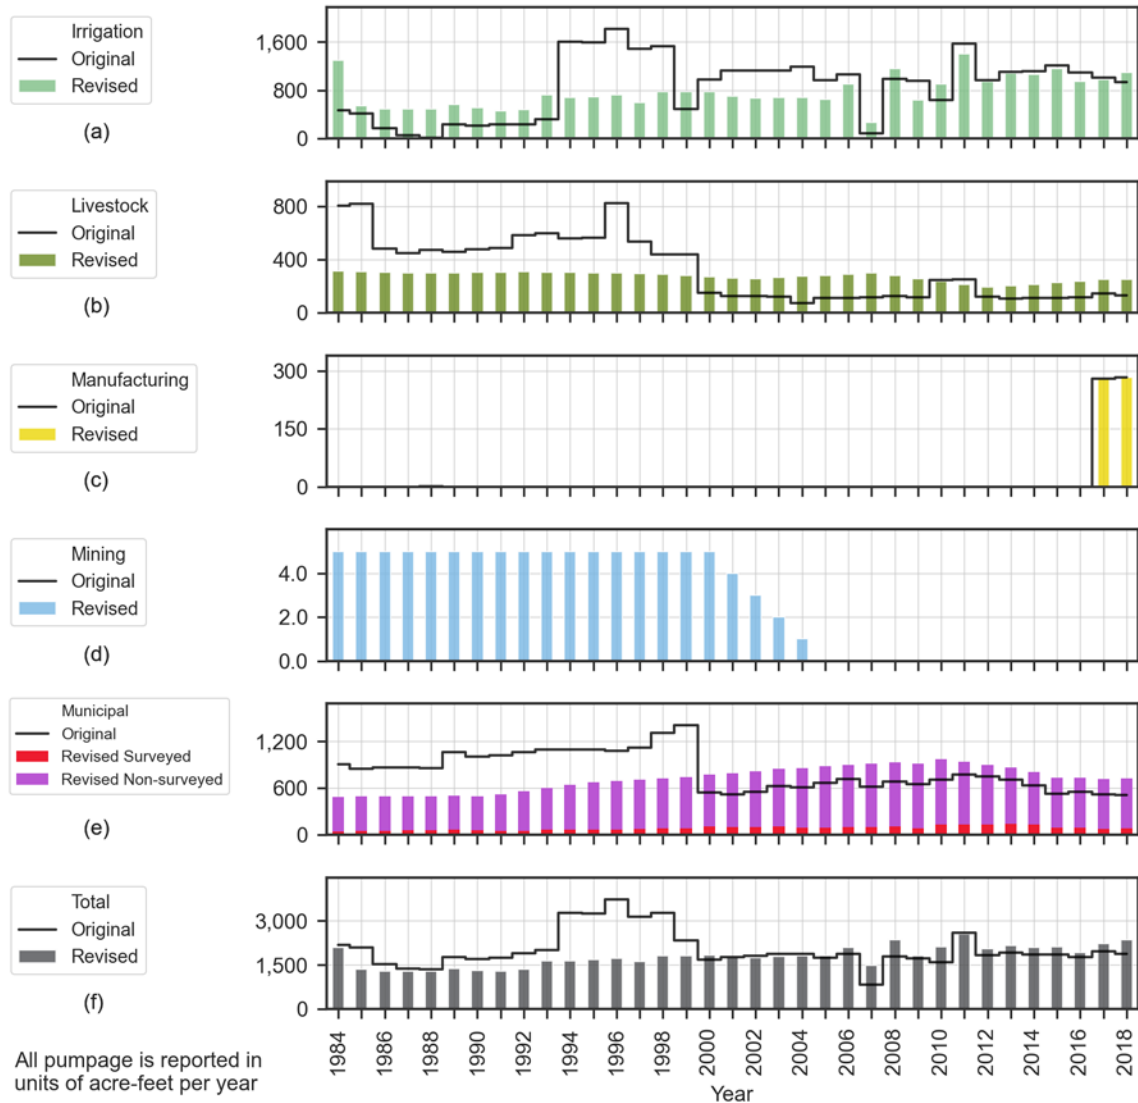 Irrigation
Original
Revised
(a)
1,600
800
0
Livestock
Original
Revised
(b)
800
400
0
Manufacturing
Original
Revised
(c)
300
150
0
Mining
Original
Revised
(d)
4.0
2.0
0.0
Municipal
Original
Revised Surveyed
Revised Non-surveyed
(e)
1,200
600
0
Total
Original
Revised
(f)
3,000
1,500
0
1984 1986 1988 1990 1992 1994 1996 1998 2000 2002 2004 2006 2008 2010 2012 2014 2016 2018
Year
All pumpage is reported in
units of acre-feet per year